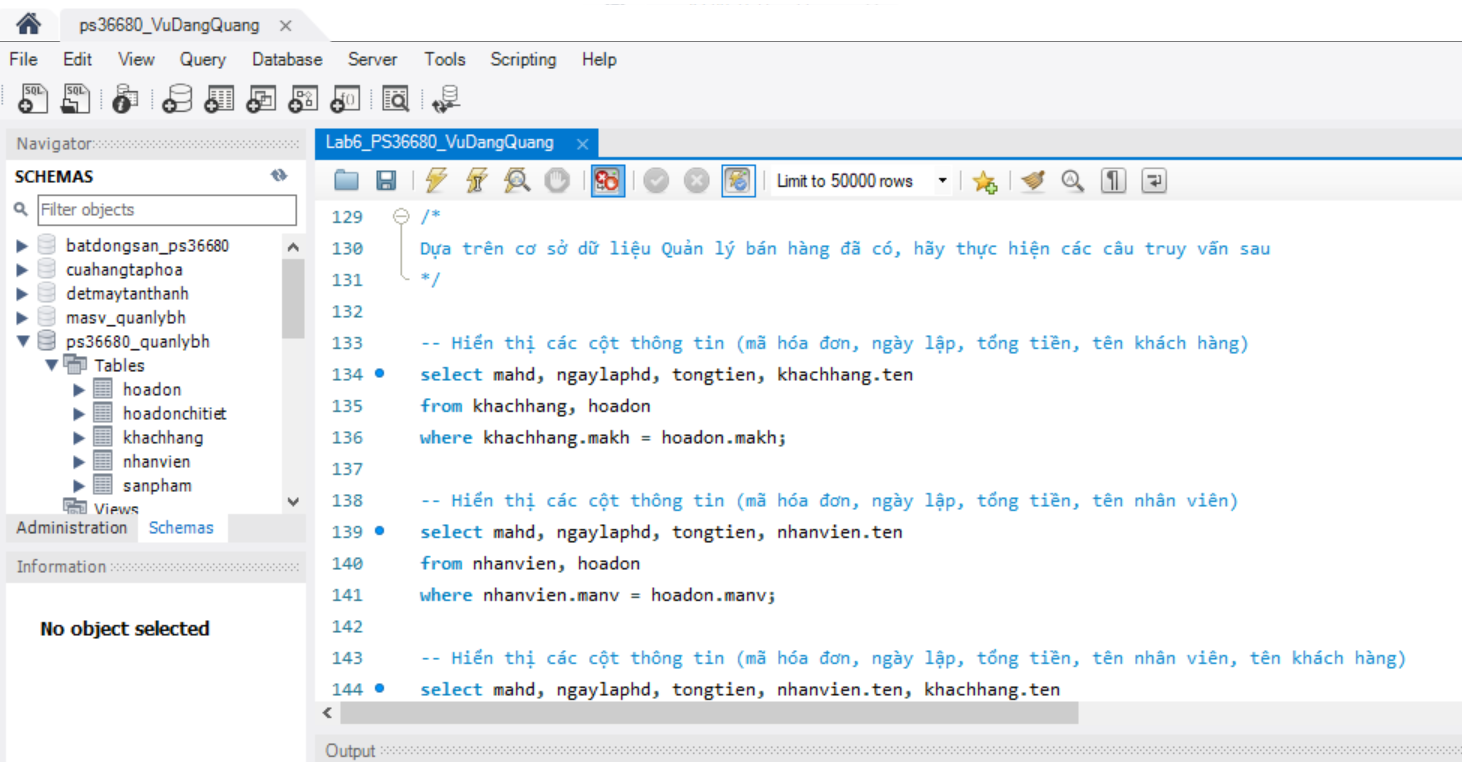 ps36680_VuDangQuang ×
File Edit View Query Database Server Tools Scripting Help
Navigator
SCHEMAS
Filter objects
batdongsan_ps36680
cuahangtaphoa
detmaytanthanh
masv_quanlybh
ps36680_quanlybh
Tables
hoadon
hoadonchitiet
khachhang
nhanvien
sanpham
Views
Administration Schemas
Information
No object selected
Lab6_PS36680_VuDangQuang ×
Limit to 50000 rows
129 /*
130 Dựa trên cơ sở dữ liệu Quản lý bán hàng đã có, hãy thực hiện các câu truy vấn sau
131 */
132
133 -- Hiển thị các cột thông tin (mã hóa đơn, ngày lập, tổng tiền, tên khách hàng)
134 select mahd, ngaylaphd, tongtien, khachhang.ten
135 from khachhang, hoadon
136 where khachhang.makh = hoadon.makh;
137
138 -- Hiển thị các cột thông tin (mã hóa đơn, ngày lập, tổng tiền, tên nhân viên)
139 select mahd, ngaylaphd, tongtien, nhanvien.ten
140 from nhanvien, hoadon
141 where nhanvien.manv = hoadon.manv;
142
143 -- Hiển thị các cột thông tin (mã hóa đơn, ngày lập, tổng tiền, tên nhân viên, tên khách hàng)
144 select mahd, ngaylaphd, tongtien, nhanvien.ten, khachhang.ten
Output